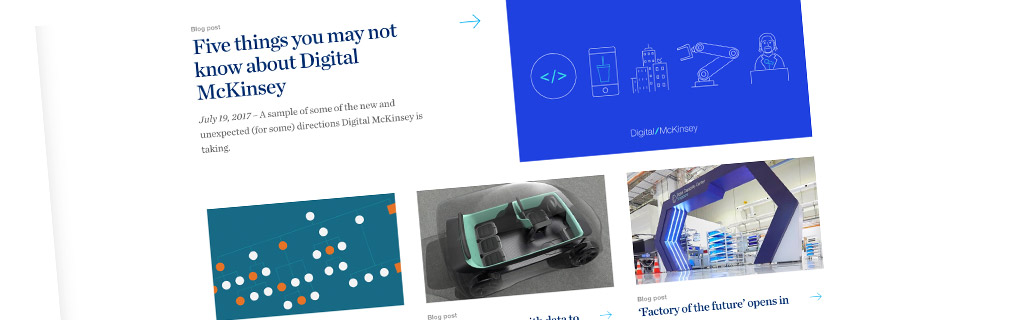 Blog post
Five things you may not
know about Digital
McKinsey
July 19, 2017 – A sample of some of the new and
unexpected (for some) directions Digital McKinsey is
taking.
</>
Digital/McKinsey
Blog post
with data to
Blog post
‘Factory of the future’ opens in